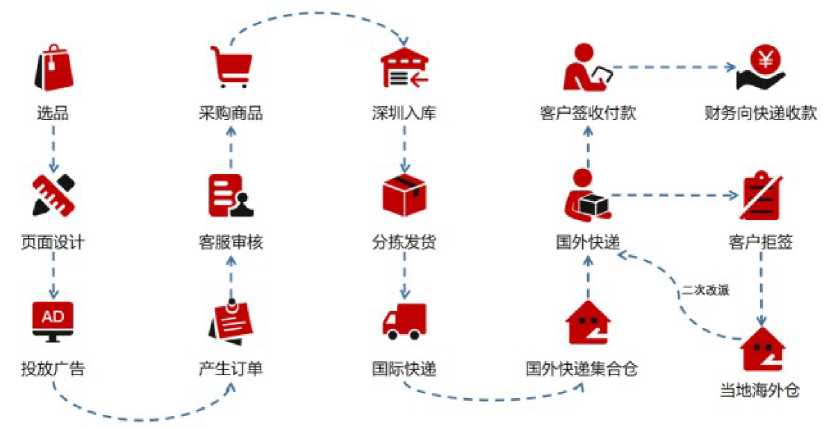 选品
采购商品
深圳入库
客户签收付款
财务向快递收款
页面设计
客服审核
分拣发货
国外快递
客户拒签
二次改派
AD
投放广告
产生订单
国际快递
国外快递集合仓
当地海外仓